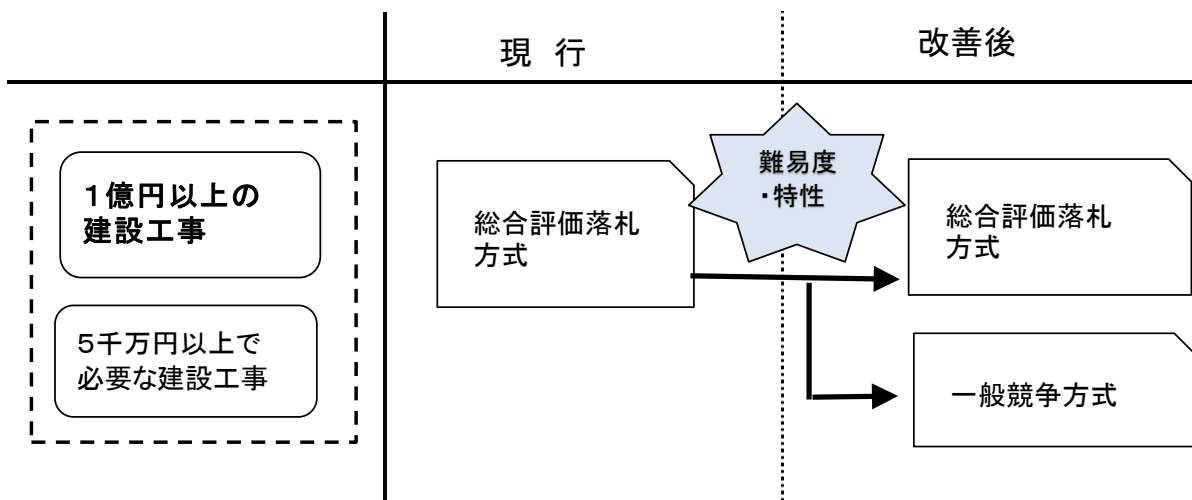 現 行
改善後
1億円以上の
建設工事
5千万円以上で
必要な建設工事
総合評価落札
方式
難易度
・特性
総合評価落札
方式
一般競争方式